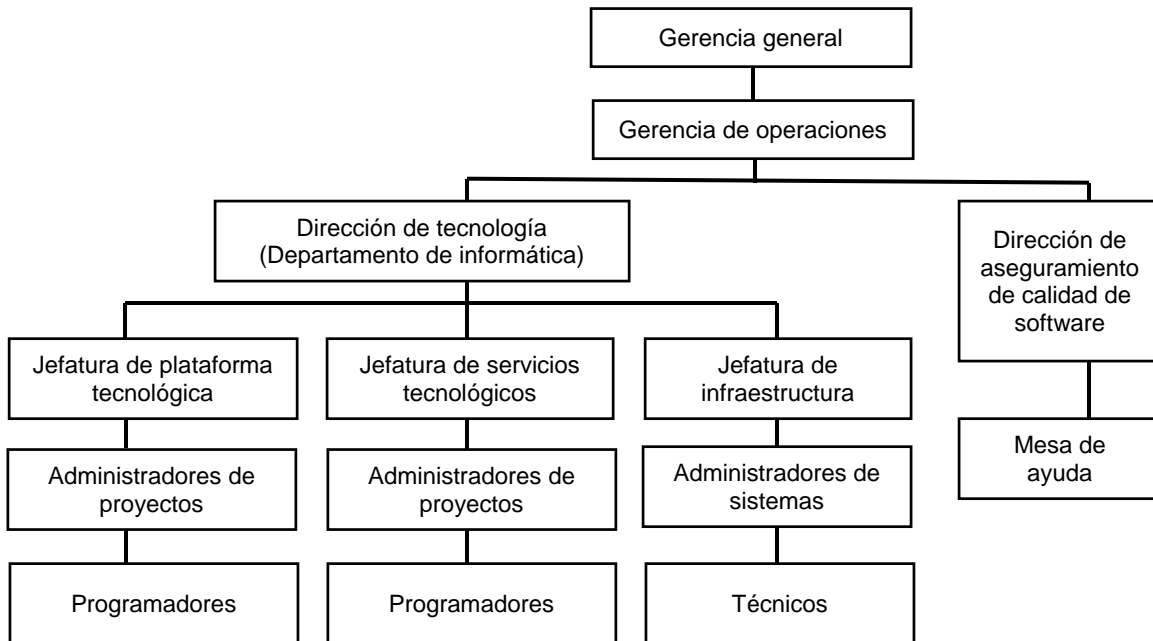 Gerencia general
Gerencia de operaciones
Dirección de tecnología
(Departamento de informática)
Dirección de
aseguramiento
de calidad de
software
Jefatura de plataforma
tecnológica
Jefatura de servicios
tecnológicos
Jefatura de
infraestructura
Mesa de
ayuda
Administradores de
proyectos
Administradores de
proyectos
Administradores de
sistemas
Programadores
Programadores
Técnicos